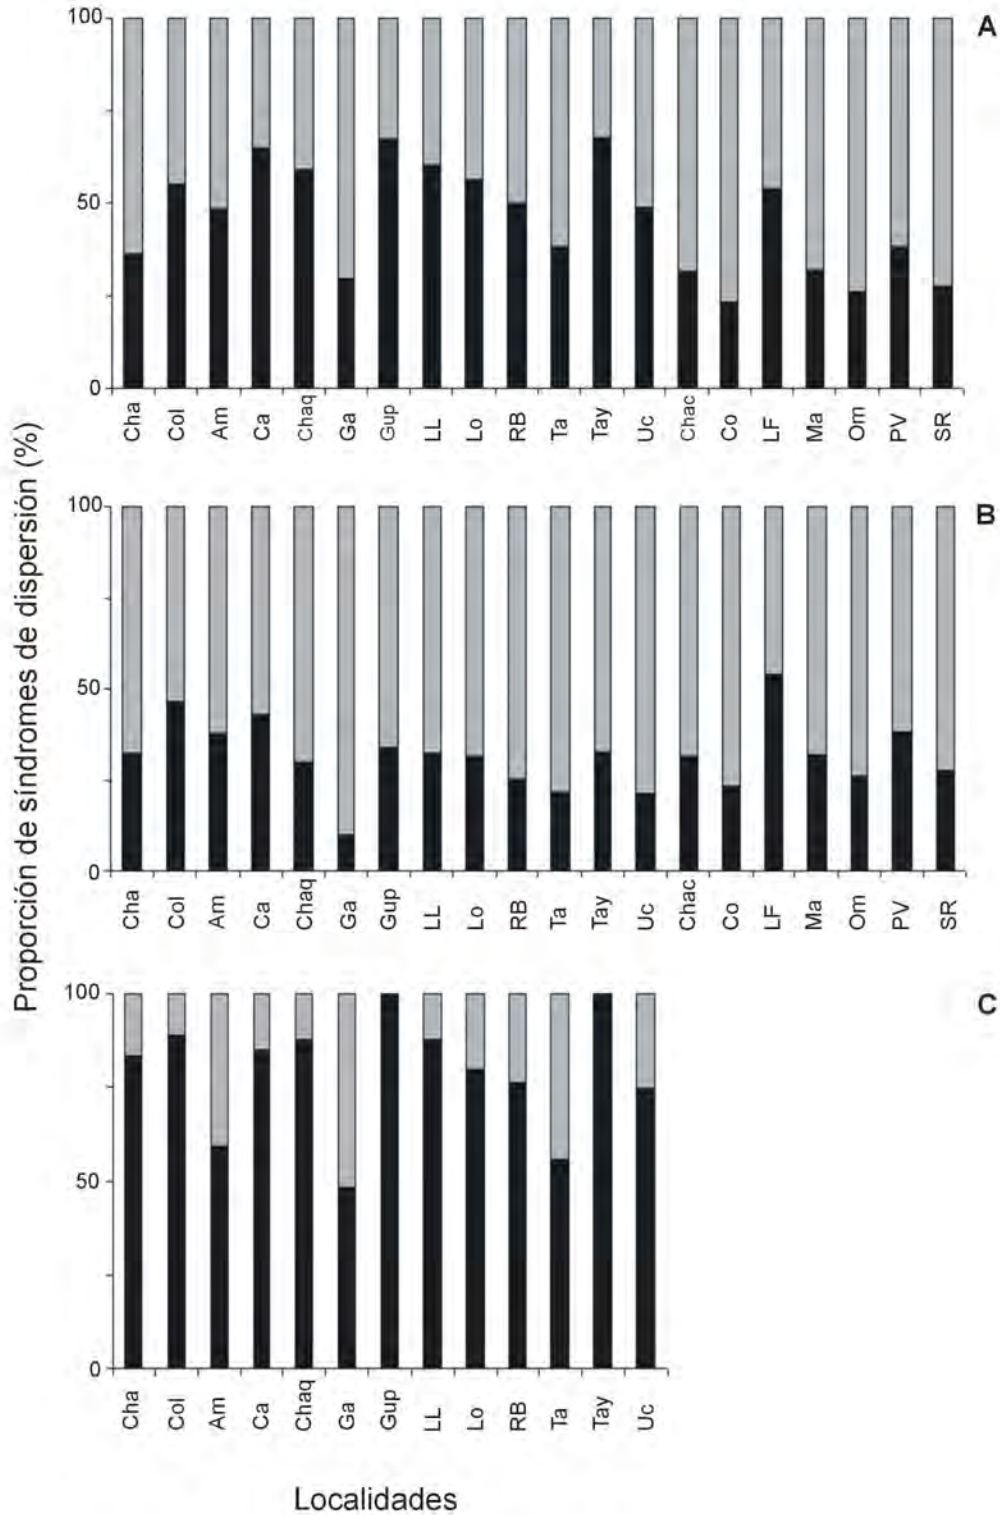 Proporción de síndromes de dispersión (%)
A
100
50
0
Cha Col Am Ca Chaq Ga Gup LL Lo RB Ta Tay Uc Chac Co LF Ma Om PV SR
B
100
50
0
Cha Col Am Ca Chaq Ga Gup LL Lo RB Ta Tay Uc Chac Co LF Ma Om PV SR
C
100
50
0
Cha Col Am Ca Chaq Ga Gup LL Lo RB Ta Tay Uc
Localidades